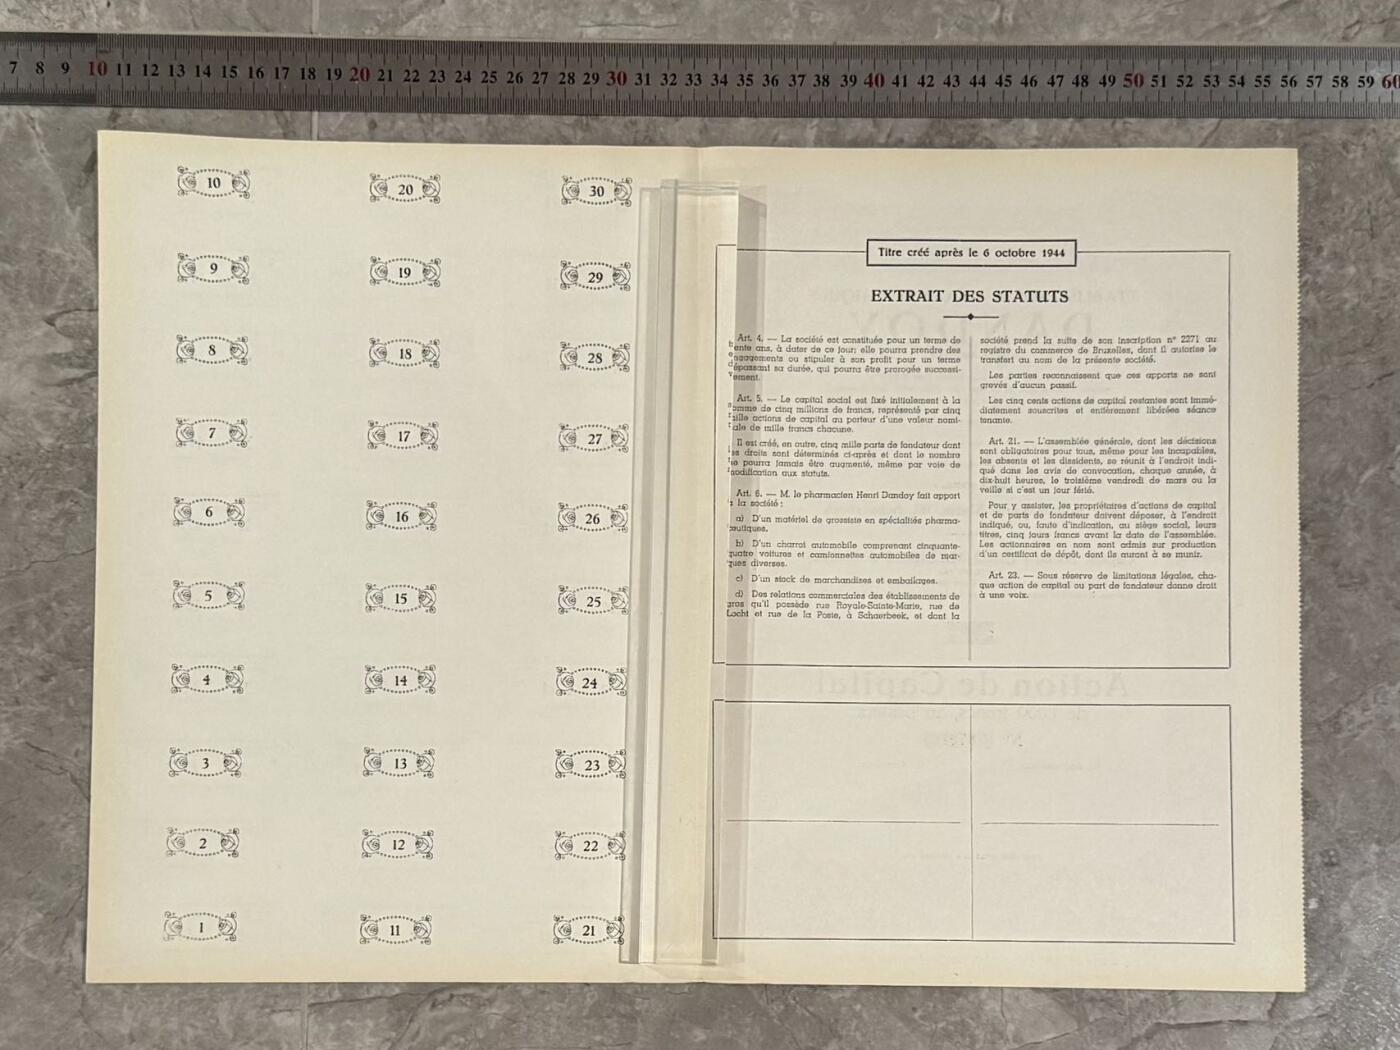 7 8 9 10 11 12 13 14 15 16 17 18 19 20 21 22 23 24 25 26 27 28 29 30 31 32 33 34 35 36 37 38 39 40 41 42 43 44 45 46 47 48 49 50 51 52 53 54 55 56 57 58 59 60
10 20 30
9 19 29
8 18 28
7 17 27
6 16 26
5 15 25
4 14 24
3 13 23
2 12 22
1 11 21
Titre créé après le 6 octobre 1944
EXTRAIT DES STATUTS
Art. 4. — La société est constituée pour un terme de
trente ans, à dater de ce jour; elle pourra prendre des
engagements ou stipuler à son profit pour un terme
dépassant sa durée, qui pourra être prorogée successi-
vement.
Art. 5. — Le capital social est fixé initialement à la
somme de cinq millions de francs, représenté par cinq
mille actions de capital au porteur d'une valeur nomi-
nale de mille francs chacune.
Il est créé, en outre, cinq mille parts de fondateur dont
les droits sont déterminés ci-après et dont le nombre
ne pourra jamais être augmenté, même par voie de
modification aux statuts.
Art. 6. — M. le pharmacien Henri Dandoy fait apport
à la société :
a) D'un matériel de grossiste en spécialités pharma-
ceutiques.
b) D'un charroi automobile comprenant cinquante-
quatre voitures et camionnettes automobiles de mar-
ques diverses.
c) D'un stock de marchandises et emballages.
d) Des relations commerciales des établissements de
gros qu'il possède rue Royale-Sainte-Marie, rue de
Locht et rue de la Poste, à Schaerbeek, et dont la
société prend la suite de son inscription n° 2271 au
registre du commerce de Bruxelles, dont il autorise le
transfert au nom de la présente société.
Les parties reconnaissent que ces apports ne sont
grevés d'aucun passif.
Les cinq cents actions de capital restantes sont immé-
diatement souscrites et entièrement libérées séance
tenante.
Art. 21. — L'assemblée générale, dont les décisions
sont obligatoires pour tous, même pour les incapables,
les absents et les dissidents, se réunit à l'endroit indi-
qué dans les avis de convocation, chaque année, à
dix-huit heures, le troisième vendredi de mars ou la
veille si c'est un jour férié.
Pour y assister, les propriétaires d'actions de capital
et de parts de fondateur doivent déposer, à l'endroit
indiqué, ou, faute d'indication, au siège social, leurs
titres, cinq jours francs avant la date de l'assemblée.
Les actionnaires en nom sont admis sur production
d'un certificat de dépôt, dont ils auront à se munir.
Art. 23. — Sous réserve de limitations légales, cha-
que action de capital ou part de fondateur donne droit
à une voix.